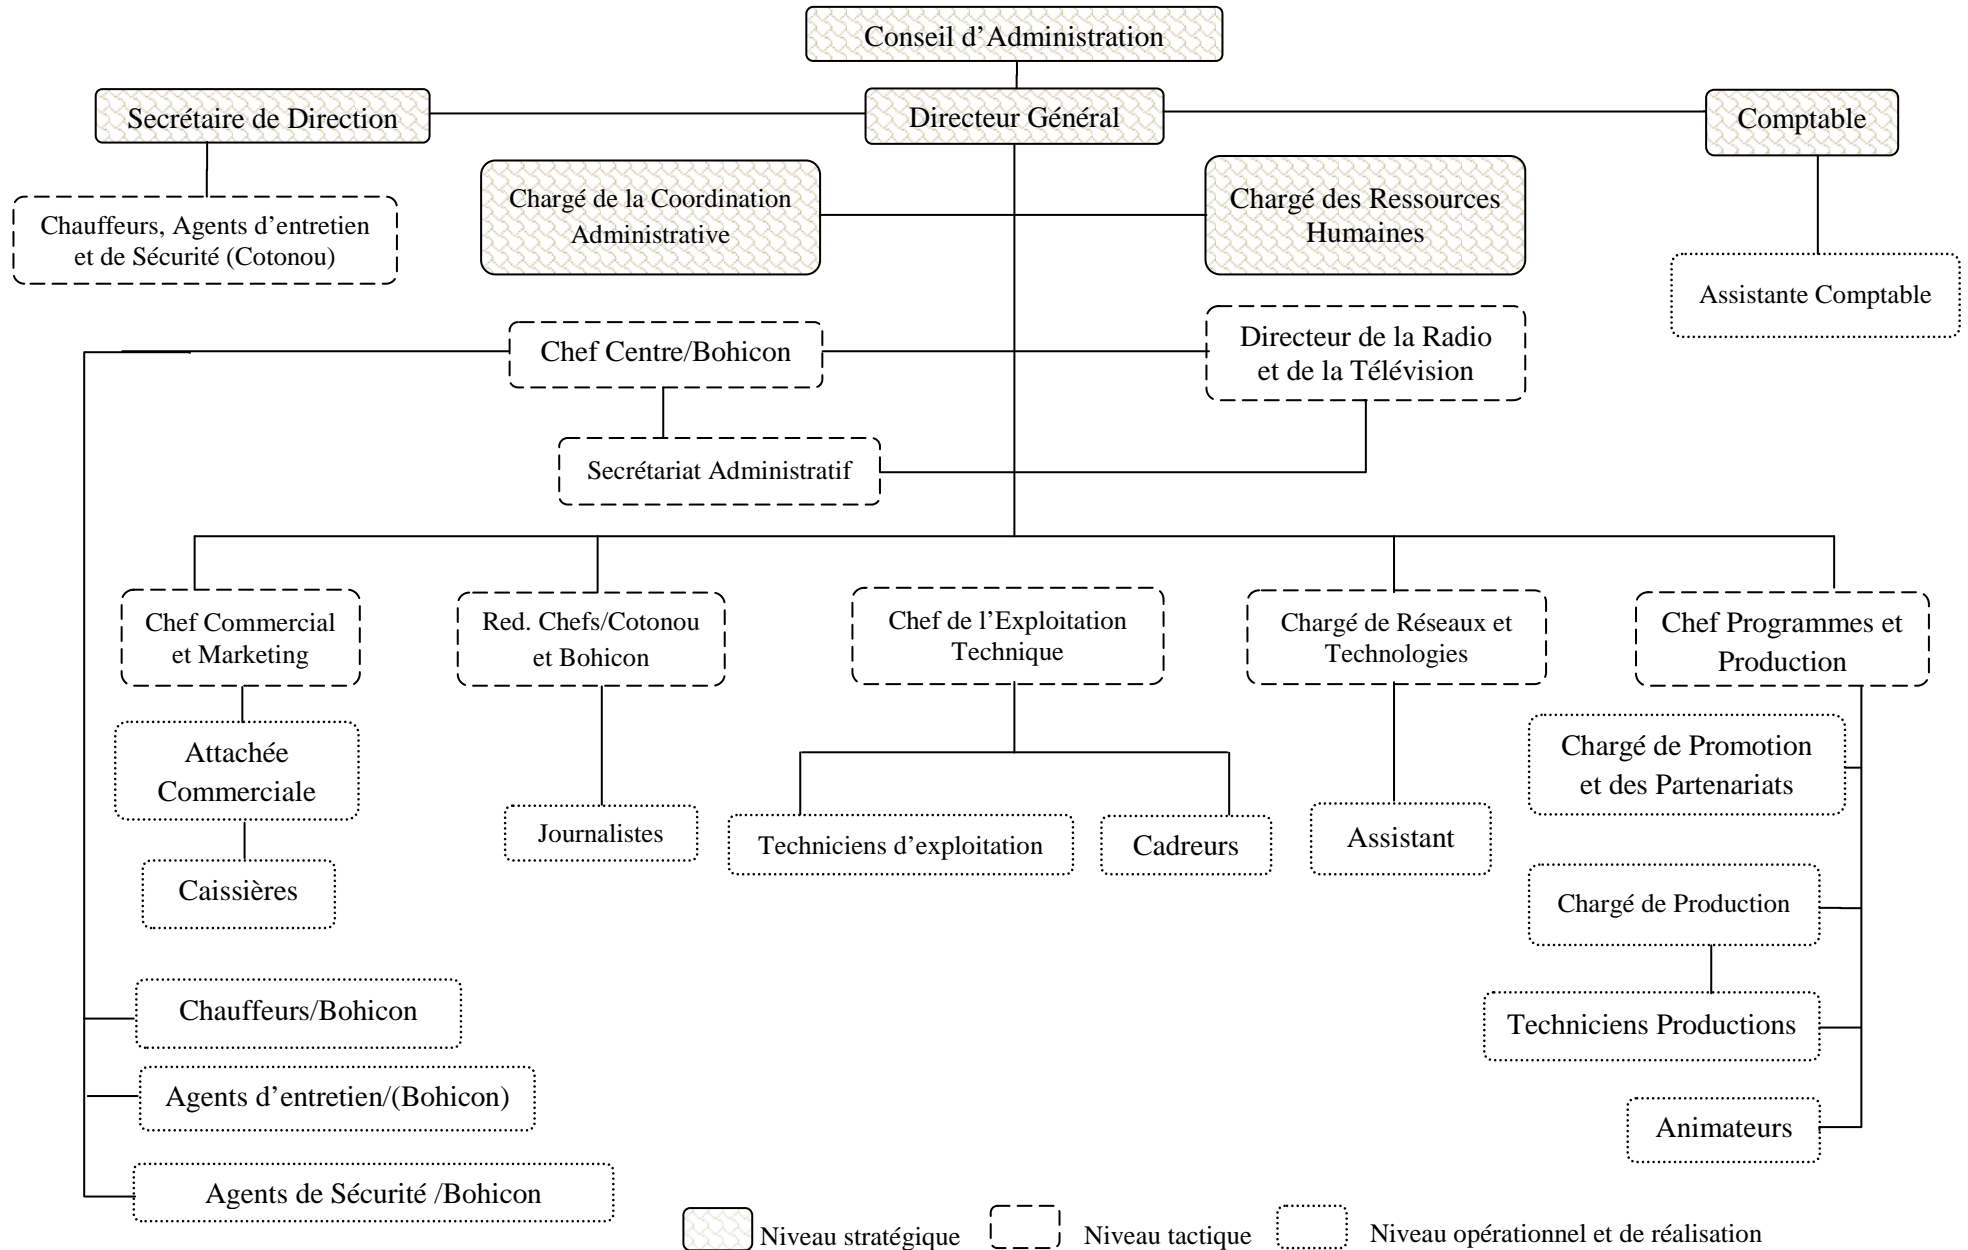 Conseil d’Administration
Secrétaire de Direction
Directeur Général
Comptable
Chauffeurs, Agents d’entretien
et de Sécurité (Cotonou)
Chargé de la Coordination
Administrative
Chargé des Ressources
Humaines
Assistante Comptable
Chef Centre/Bohicon
Directeur de la Radio
et de la Télévision
Secrétariat Administratif
Chef Commercial
et Marketing
Red. Chefs/Cotonou
et Bohicon
Chef de l’Exploitation
Technique
Chargé de Réseaux et
Technologies
Chef Programmes et
Production
Attachée
Commerciale
Chargé de Promotion
et des Partenariats
Journalistes
Techniciens d’exploitation
Cadreurs
Assistant
Caissières
Chargé de Production
Chauffeurs/Bohicon
Techniciens Productions
Agents d’entretien/(Bohicon)
Animateurs
Agents de Sécurité /Bohicon
Niveau stratégique
Niveau tactique
Niveau opérationnel et de réalisation